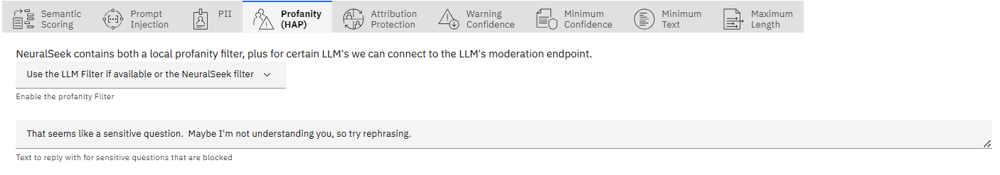 Semantic Scoring
Prompt Injection
PII
Profanity (HAP)
Attribution Protection
Warning Confidence
Minimum Confidence
Minimum Text
Maximum Length
NeuralSeek contains both a local profanity filter, plus for certain LLM's we can connect to the LLM's moderation endpoint.
Use the LLM Filter if available or the NeuralSeek filter
Enable the profanity Filter
That seems like a sensitive question.  Maybe I'm not understanding you, so try rephrasing.
Text to reply with for sensitive questions that are blocked